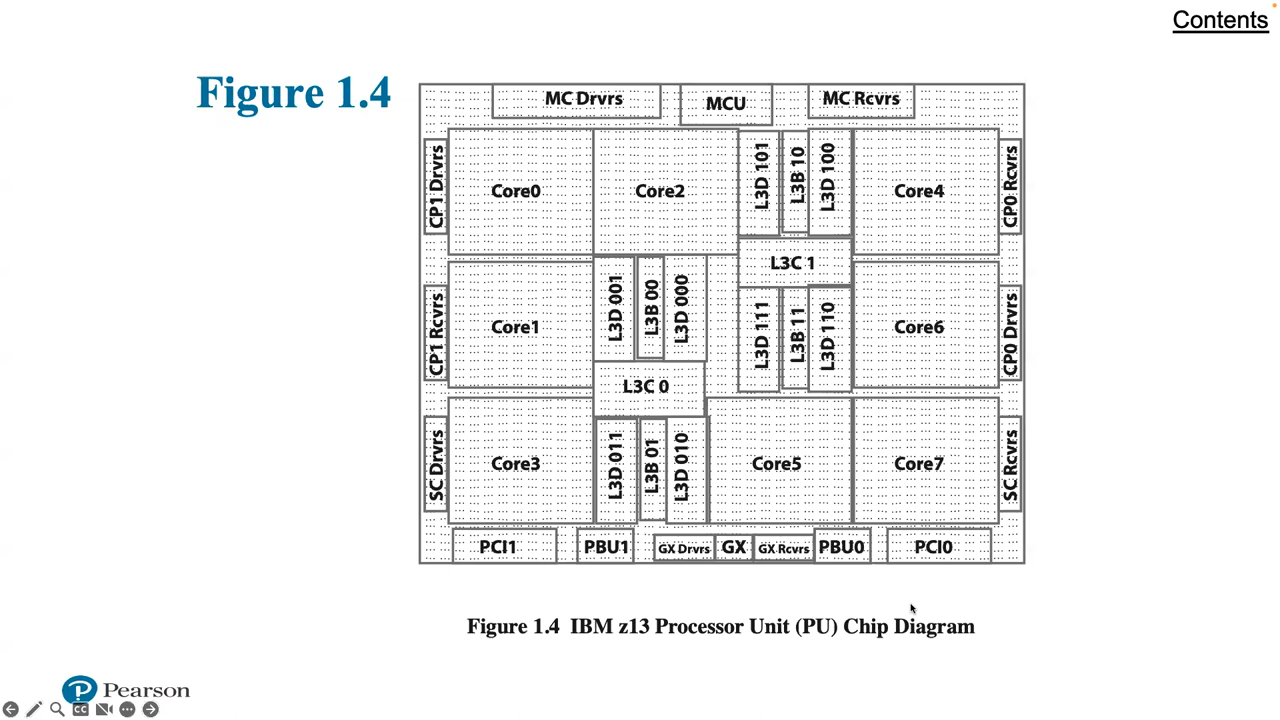 Contents
Figure 1.4
MC Drvrs
MCU
MC Rcvrs
CP1 Drvrs
Core0
Core2
L3D 101
L3B 10
L3D 100
Core4
CP0 Rcvrs
L3C 1
CP1 Rcvrs
Core1
L3D 001
L3B 00
L3D 000
L3D 111
L3B 11
L3D 110
Core6
CP0 Drvrs
L3C 0
SC Drvrs
Core3
L3D 011
L3B 01
L3D 010
Core5
Core7
SC Rcvrs
PCI1
PBU1
GX Drvrs
GX
GX Rcvrs
PBU0
PCI0
Figure 1.4 IBM z13 Processor Unit (PU) Chip Diagram
P Pearson
CC